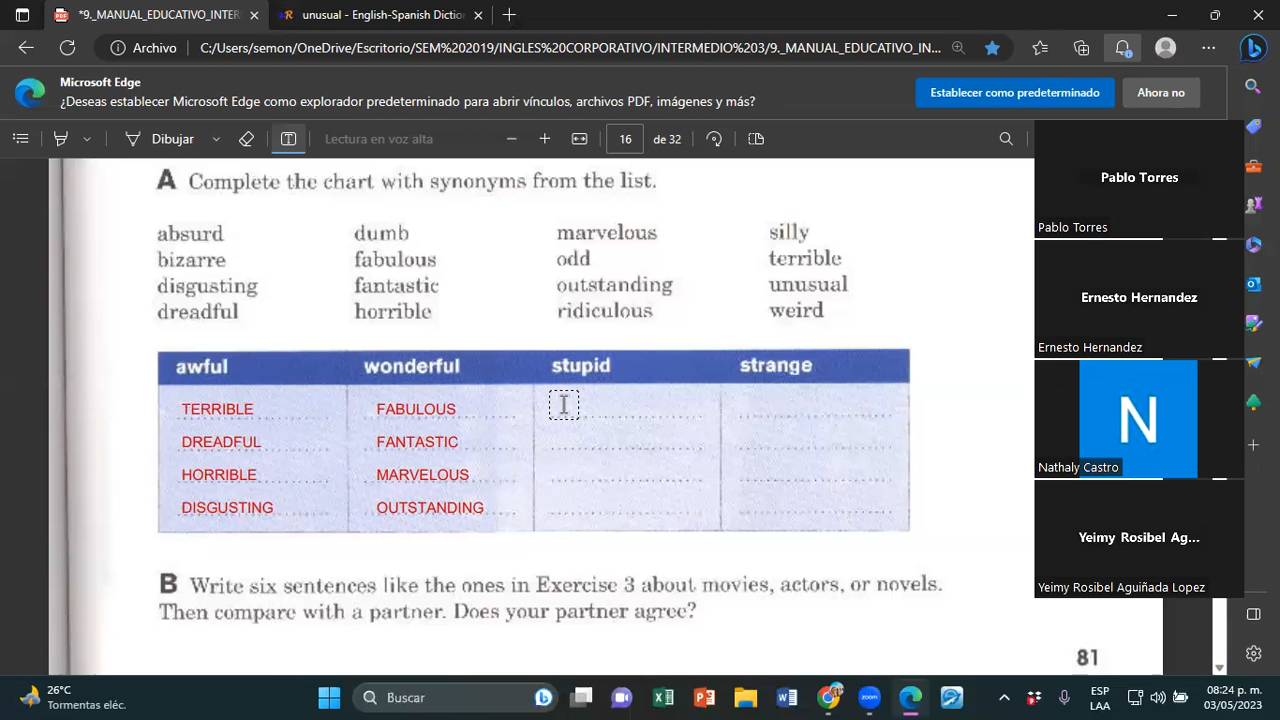 *9._MANUAL_EDUCATIVO_INTER
unusual - English-Spanish Diction
Archivo
C:/Users/semon/OneDrive/Escritorio/SEM%202019/INGLES%20CORPORATIVO/INTERMEDIO%203/9._MANUAL_EDUCATIVO_IN...
Microsoft Edge
¿Deseas establecer Microsoft Edge como explorador predeterminado para abrir vínculos, archivos PDF, imágenes y más?
Establecer como predeterminado
Ahora no
Dibujar
Lectura en voz alta
16
de 32
A Complete the chart with synonyms from the list.
absurd dumb marvelous silly
bizarre fabulous odd terrible
disgusting fantastic outstanding unusual
dreadful horrible ridiculous weird
awful wonderful stupid strange
TERRIBLE FABULOUS
DREADFUL FANTASTIC
HORRIBLE MARVELOUS
DISGUSTING OUTSTANDING
B Write six sentences like the ones in Exercise 3 about movies, actors, or novels.
Then compare with a partner. Does your partner agree?
81
Pablo Torres
Pablo Torres
Ernesto Hernandez
Ernesto Hernandez
N
Nathaly Castro
Yeimy Rosibel Ag...
Yeimy Rosibel Aguiñada Lopez
26°C
Tormentas eléc.
Buscar
zoom
ESP
LAA
08:24 p. m.
03/05/2023